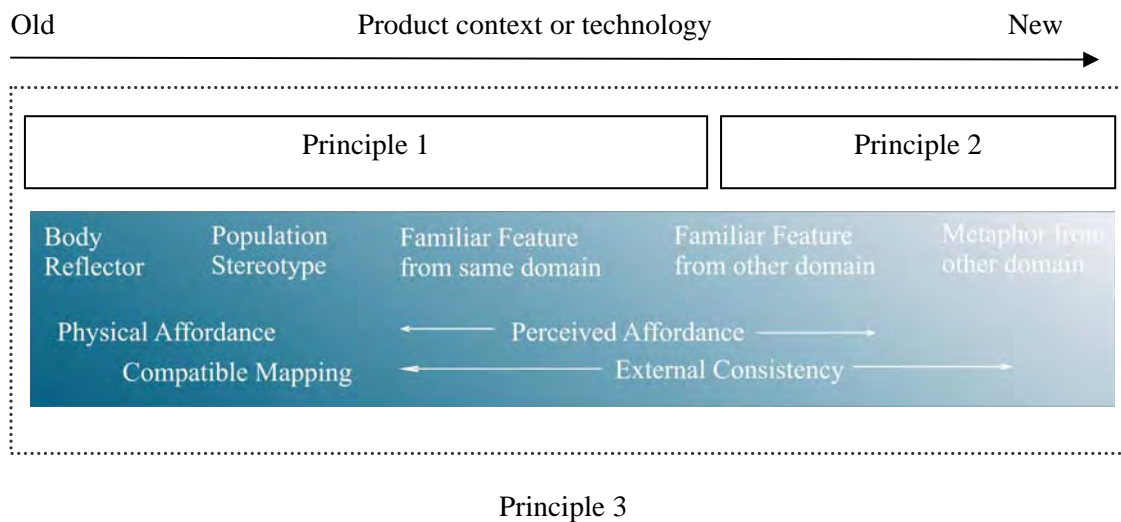 Old Product context or technology New
Principle 1 Principle 2
Body Population Familiar Feature Familiar Feature Metaphor from
Reflector Stereotype from same domain from other domain other domain
Physical Affordance Perceived Affordance
Compatible Mapping External Consistency
Principle 3